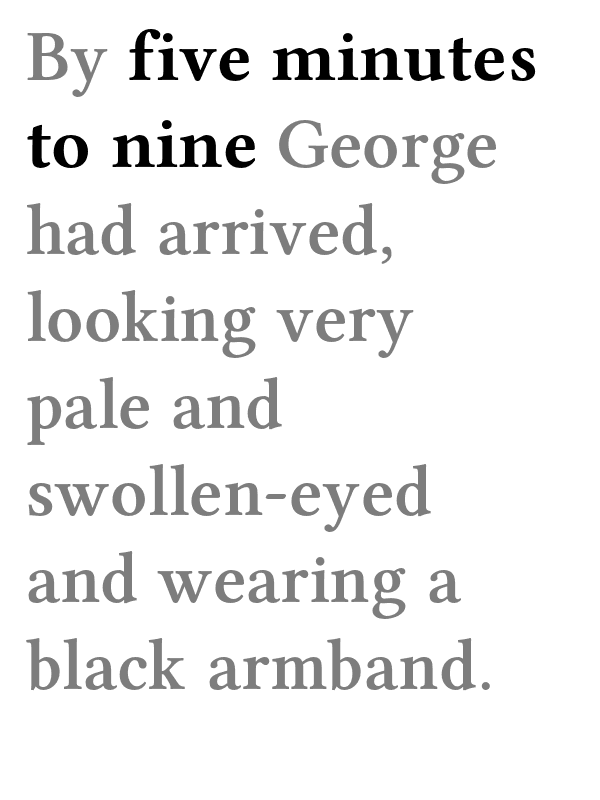 By five minutes
to nine George
had arrived,
looking very
pale and
swollen-eyed
and wearing a
black armband.